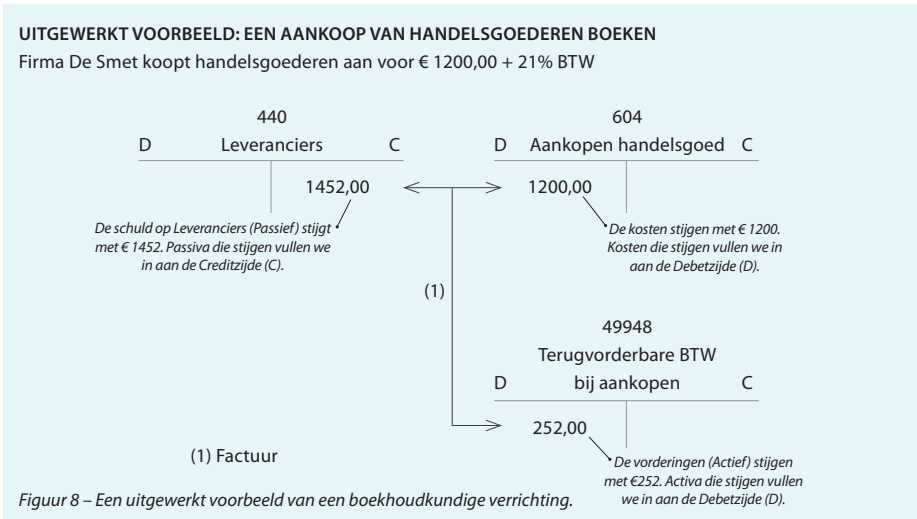 UITGEWERKT VOORBEELD: EEN AANKOOP VAN HANDELSGOEDEREN BOEKEN
Firma De Smet koopt handelsgoederen aan voor € 1200,00 + 21% BTW
440
D Leveranciers C
1452,00
De schuld op Leveranciers (Passief) stijgt
met € 1452. Passiva die stijgen vullen we
in aan de Creditzijde (C).
604
D Aankopen handelsgoed C
1200,00
De kosten stijgen met € 1200.
Kosten die stijgen vullen we in
aan de Debetzijde (D).
(1)
49948
Terugvorderbare BTW
D bij aankopen C
252,00
De vorderingen (Actief) stijgen
met €252. Activa die stijgen vullen
we in aan de Debetzijde (D).
(1) Factuur
Figuur 8 – Een uitgewerkt voorbeeld van een boekhoudkundige verrichting.